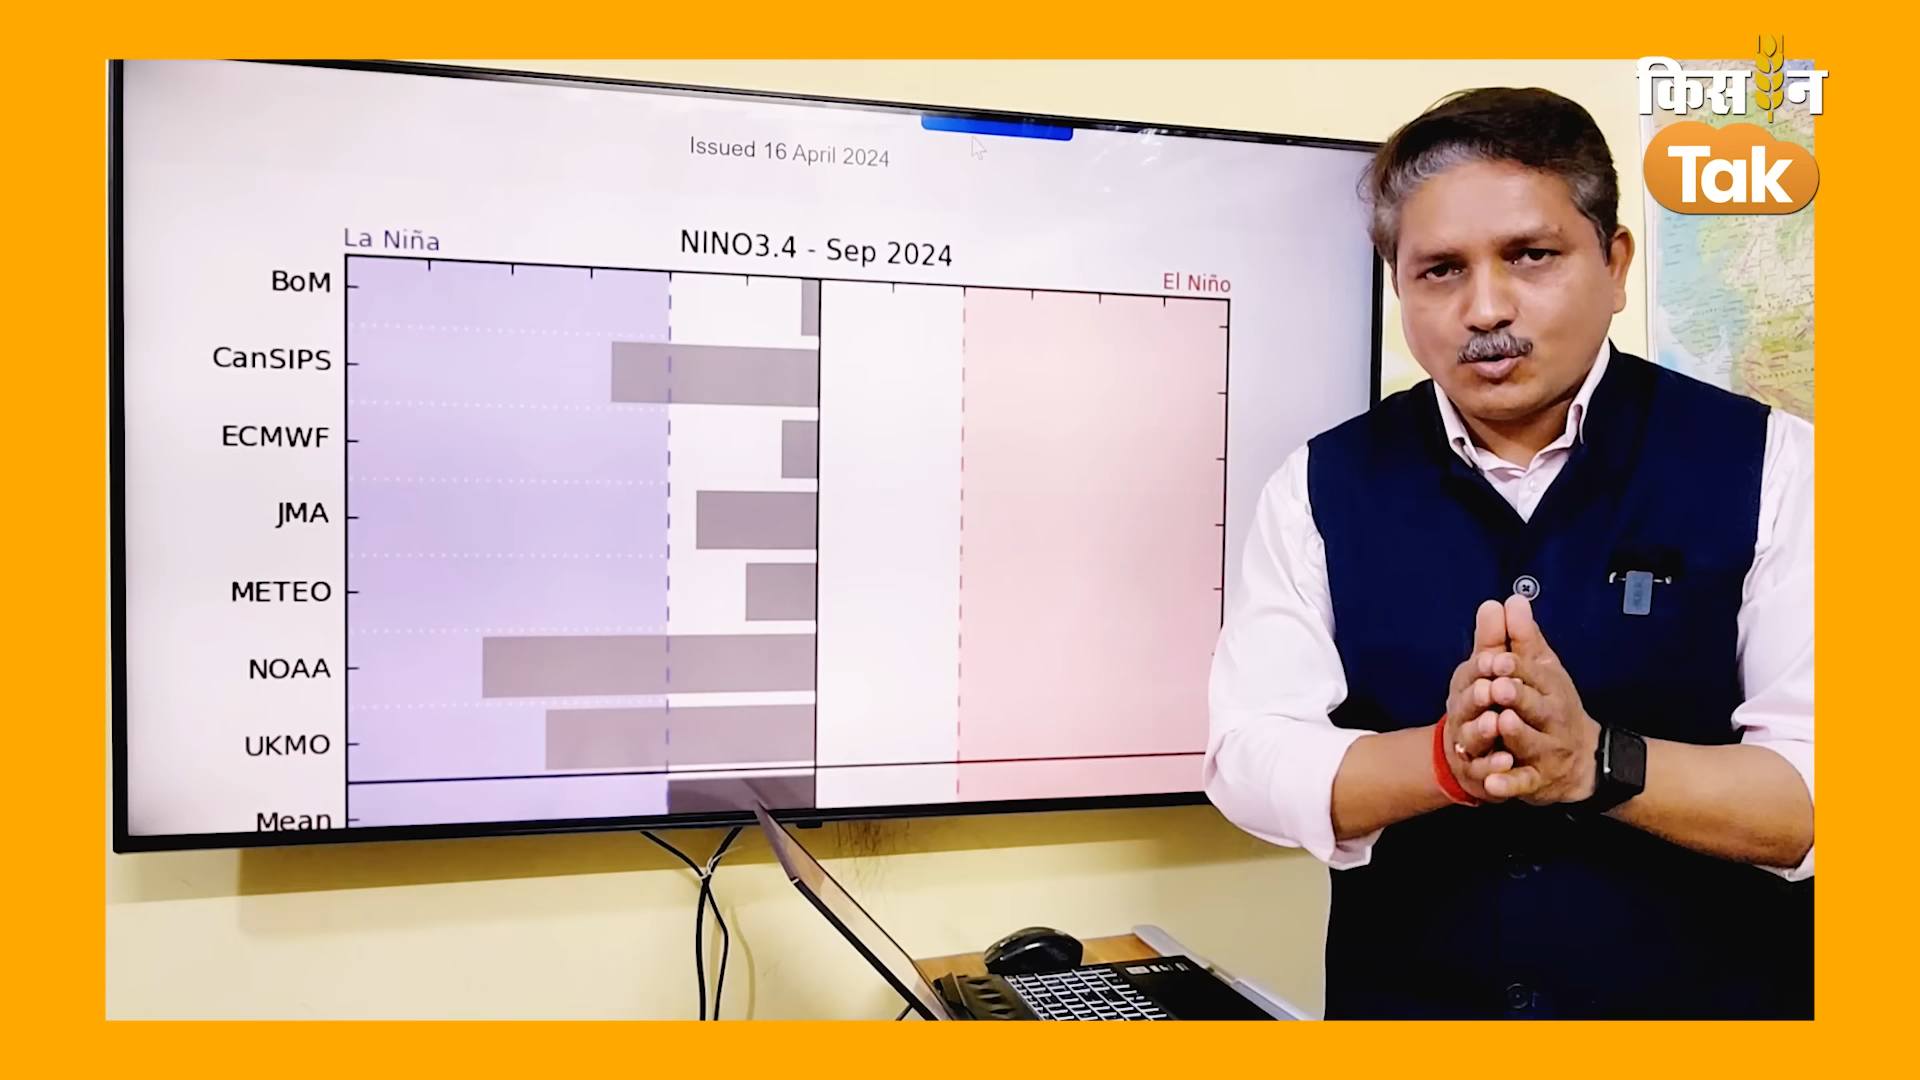 किसान
Tak
Issued 16 April 2024
La Niña
NINO3.4 - Sep 2024
El Niño
BoM
CanSIPS
ECMWF
JMA
METEO
NOAA
UKMO
Mean